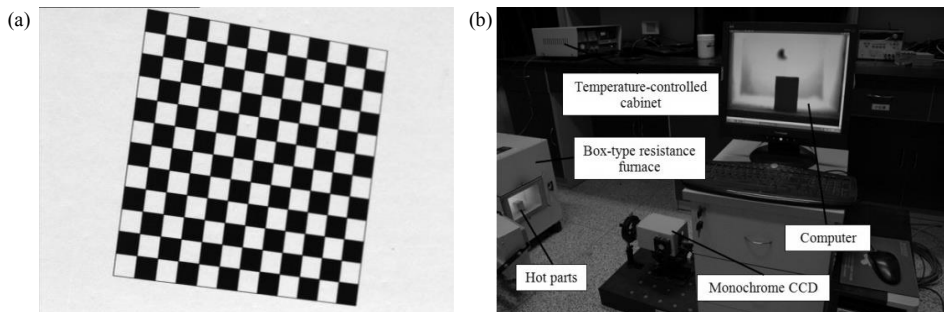 (a)
(b)
Temperature-controlled
cabinet
Box-type resistance
furnace
Computer
Hot parts
Monochrome CCD